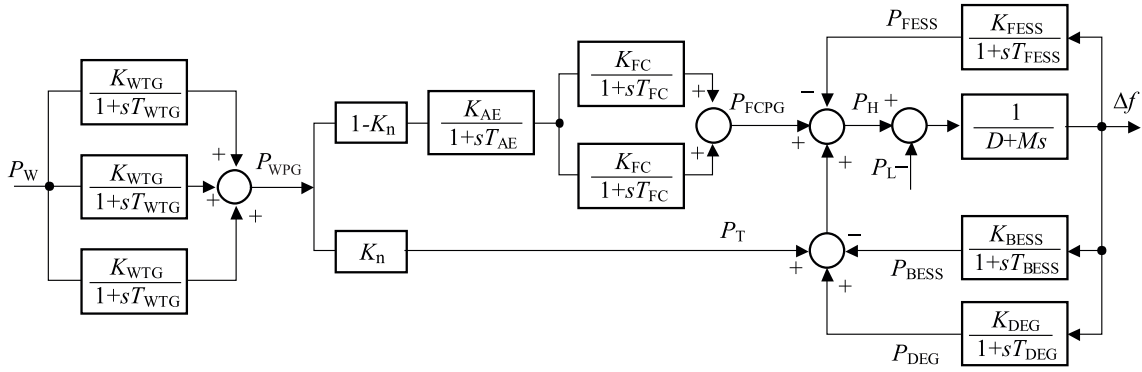 P_W
K_WTG
1+sT_WTG
K_WTG
1+sT_WTG
K_WTG
1+sT_WTG
+
+
+
P_WPG
1-K_n
K_AE
1+sT_AE
K_FC
1+sT_FC
K_FC
1+sT_FC
+
+
P_FCPG
K_n
P_T
P_FESS
K_FESS
1+sT_FESS
−
+
+
P_H +
P_L −
1
D+Ms
Δf
+
−
+
P_BESS
K_BESS
1+sT_BESS
P_DEG
K_DEG
1+sT_DEG